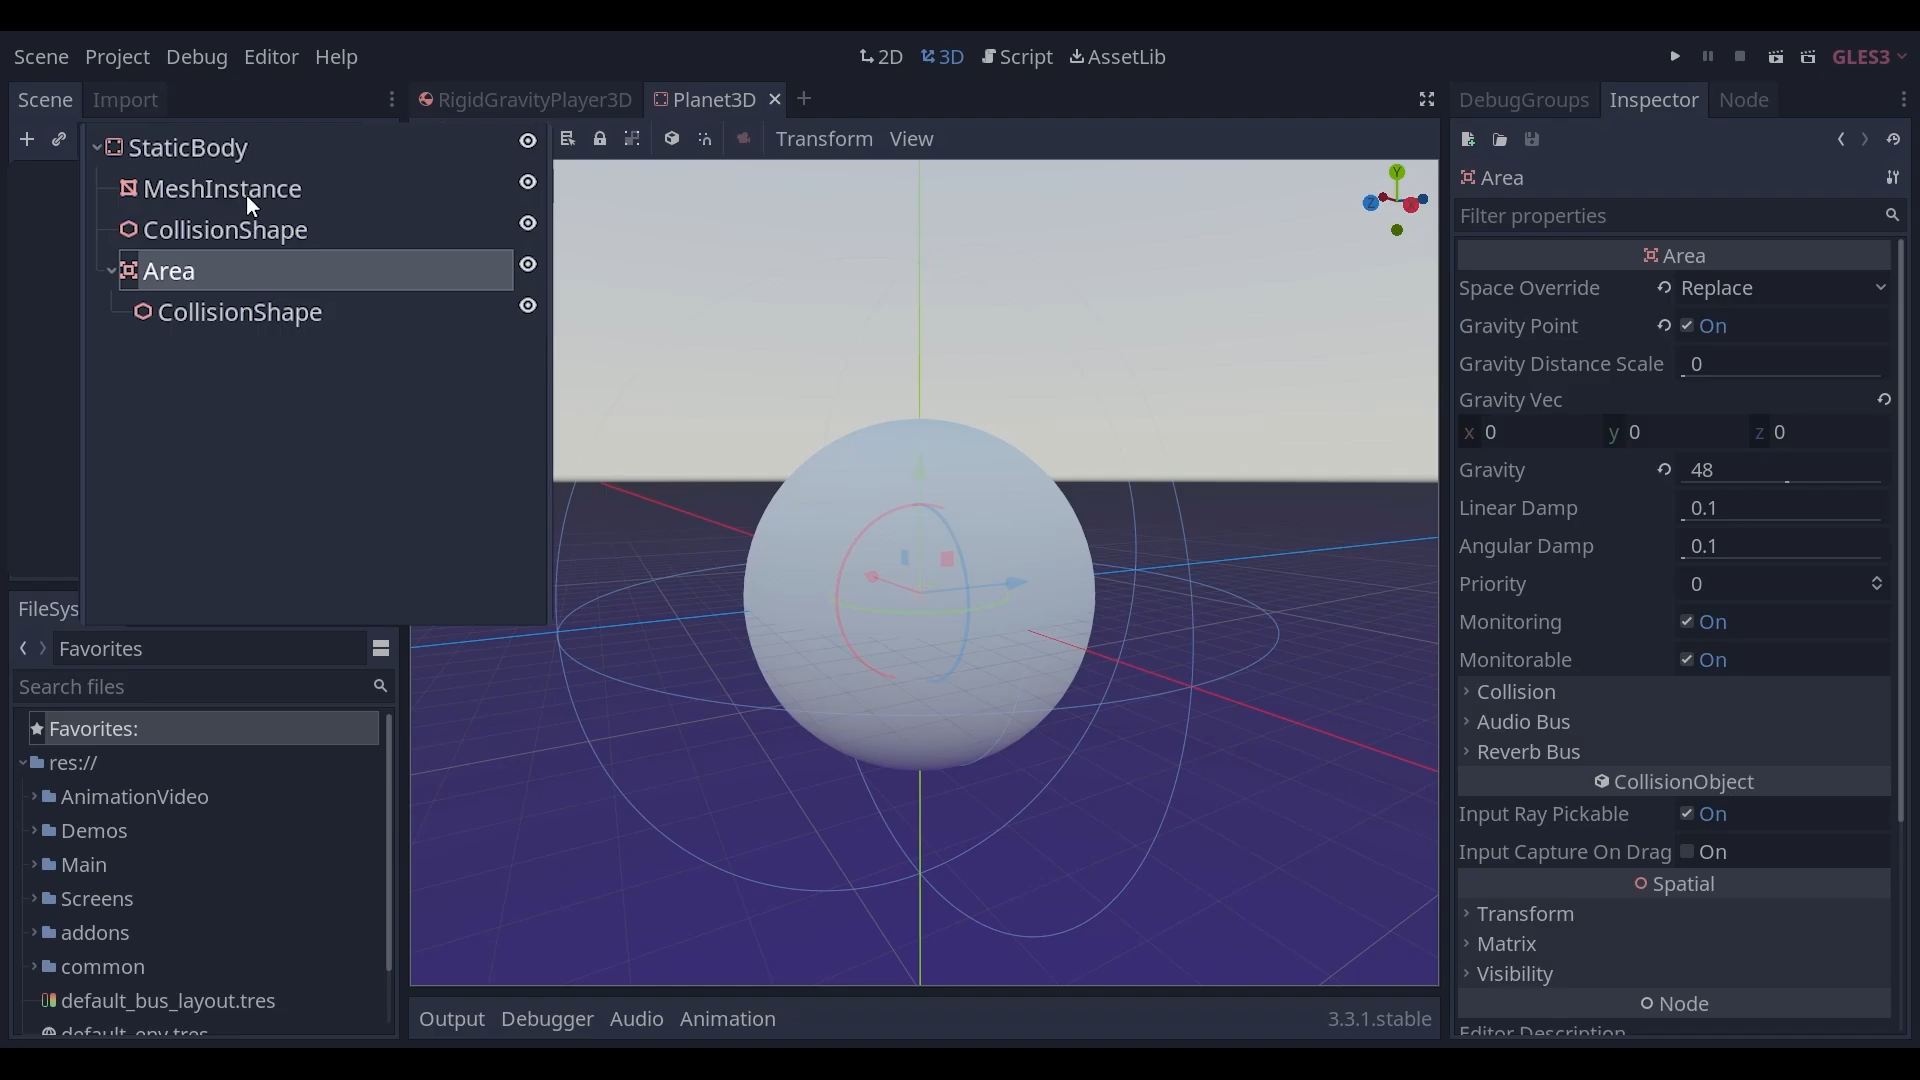 Scene Project Debug Editor Help
2D 3D Script AssetLib
GLES3
Scene Import
RigidGravityPlayer3D Planet3D
DebugGroups Inspector Node
Transform View
StaticBody
MeshInstance
CollisionShape
Area
CollisionShape
Y
Z
X
Area
Filter properties
Area
Space Override Replace
Gravity Point On
Gravity Distance Scale 0
Gravity Vec
x 0 y 0 z 0
Gravity 48
Linear Damp 0.1
Angular Damp 0.1
Priority 0
Monitoring On
Monitorable On
Collision
Audio Bus
Reverb Bus
CollisionObject
Input Ray Pickable On
Input Capture On Drag On
Spatial
Transform
Matrix
Visibility
Node
Editor Description
FileSys
Favorites
Search files
Favorites:
res://
AnimationVideo
Demos
Main
Screens
addons
common
default_bus_layout.tres
default_env.tres
Output Debugger Audio Animation
3.3.1.stable